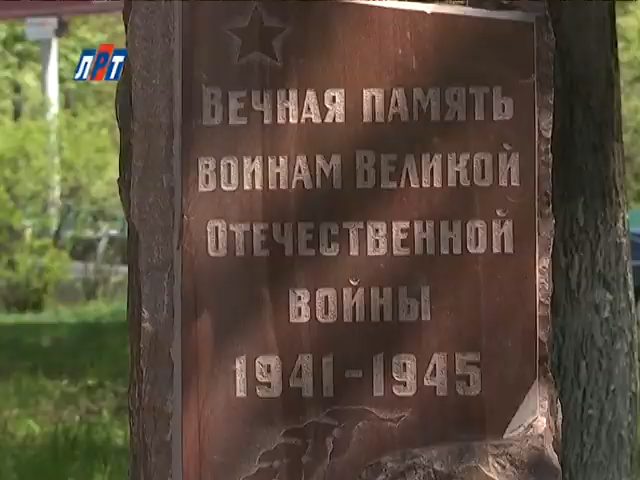 ЛРТ
ВЕЧНАЯ ПАМЯТЬ
ВОИНАМ ВЕЛИКОЙ
ОТЕЧЕСТВЕННОЙ
ВОЙНЫ
1941-1945